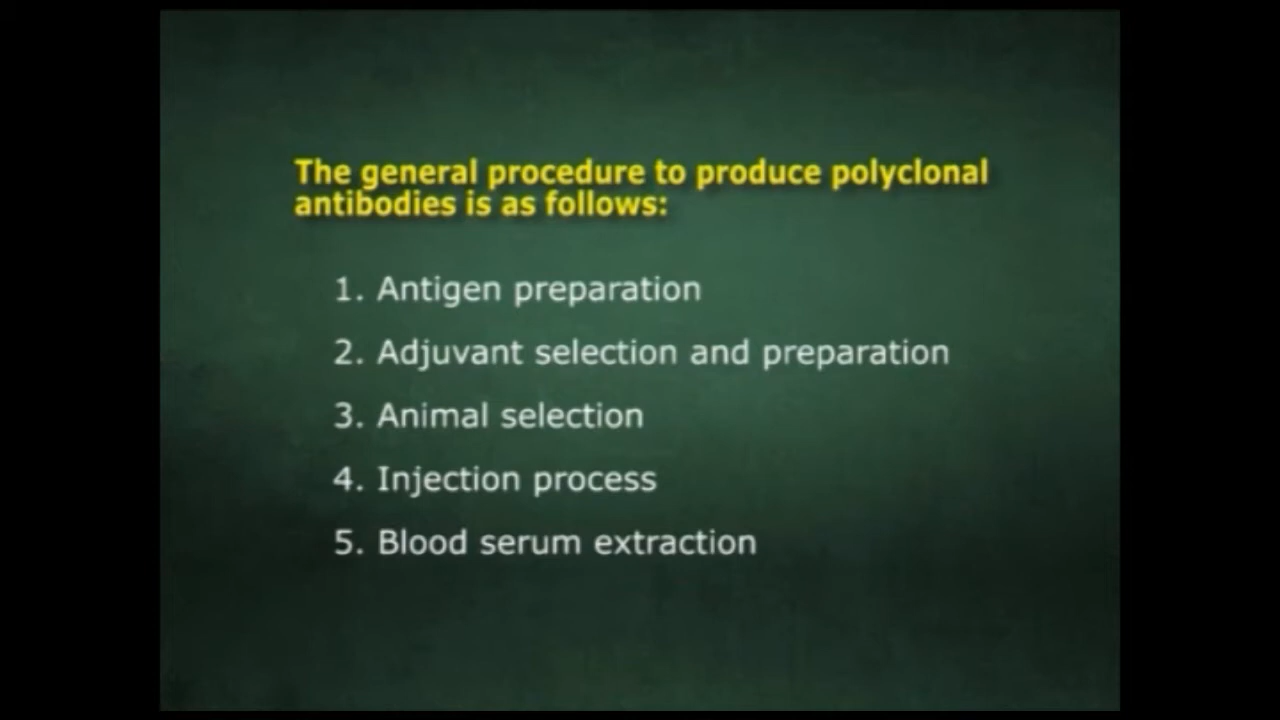 The general procedure to produce polyclonal
antibodies is as follows:
1. Antigen preparation
2. Adjuvant selection and preparation
3. Animal selection
4. Injection process
5. Blood serum extraction